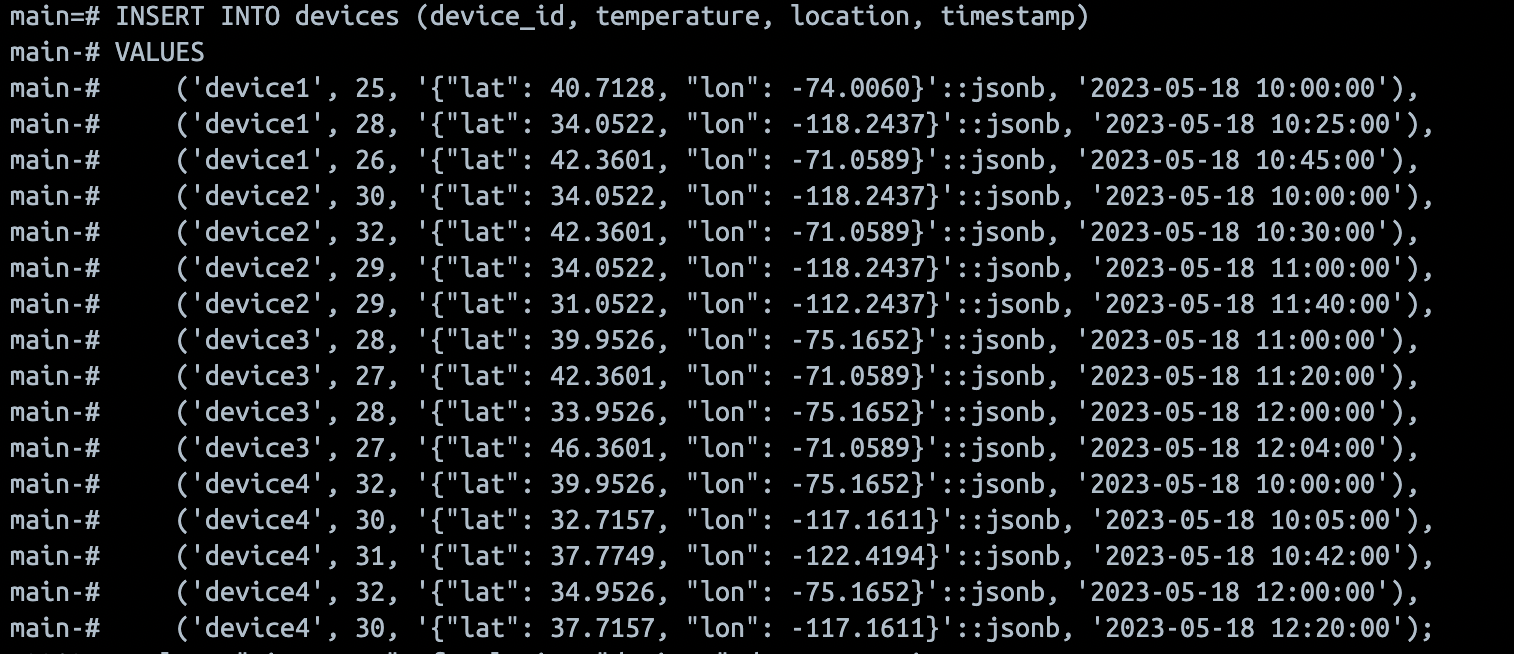 main=# INSERT INTO devices (device_id, temperature, location, timestamp)
main-# VALUES
main-#     ('device1', 25, '{"lat": 40.7128, "lon": -74.0060}'::jsonb, '2023-05-18 10:00:00'),
main-#     ('device1', 28, '{"lat": 34.0522, "lon": -118.2437}'::jsonb, '2023-05-18 10:25:00'),
main-#     ('device1', 26, '{"lat": 42.3601, "lon": -71.0589}'::jsonb, '2023-05-18 10:45:00'),
main-#     ('device2', 30, '{"lat": 34.0522, "lon": -118.2437}'::jsonb, '2023-05-18 10:00:00'),
main-#     ('device2', 32, '{"lat": 42.3601, "lon": -71.0589}'::jsonb, '2023-05-18 10:30:00'),
main-#     ('device2', 29, '{"lat": 34.0522, "lon": -118.2437}'::jsonb, '2023-05-18 11:00:00'),
main-#     ('device2', 29, '{"lat": 31.0522, "lon": -112.2437}'::jsonb, '2023-05-18 11:40:00'),
main-#     ('device3', 28, '{"lat": 39.9526, "lon": -75.1652}'::jsonb, '2023-05-18 11:00:00'),
main-#     ('device3', 27, '{"lat": 42.3601, "lon": -71.0589}'::jsonb, '2023-05-18 11:20:00'),
main-#     ('device3', 28, '{"lat": 33.9526, "lon": -75.1652}'::jsonb, '2023-05-18 12:00:00'),
main-#     ('device3', 27, '{"lat": 46.3601, "lon": -71.0589}'::jsonb, '2023-05-18 12:04:00'),
main-#     ('device4', 32, '{"lat": 39.9526, "lon": -75.1652}'::jsonb, '2023-05-18 10:00:00'),
main-#     ('device4', 30, '{"lat": 32.7157, "lon": -117.1611}'::jsonb, '2023-05-18 10:05:00'),
main-#     ('device4', 31, '{"lat": 37.7749, "lon": -122.4194}'::jsonb, '2023-05-18 10:42:00'),
main-#     ('device4', 32, '{"lat": 34.9526, "lon": -75.1652}'::jsonb, '2023-05-18 12:00:00'),
main-#     ('device4', 30, '{"lat": 37.7157, "lon": -117.1611}'::jsonb, '2023-05-18 12:20:00');